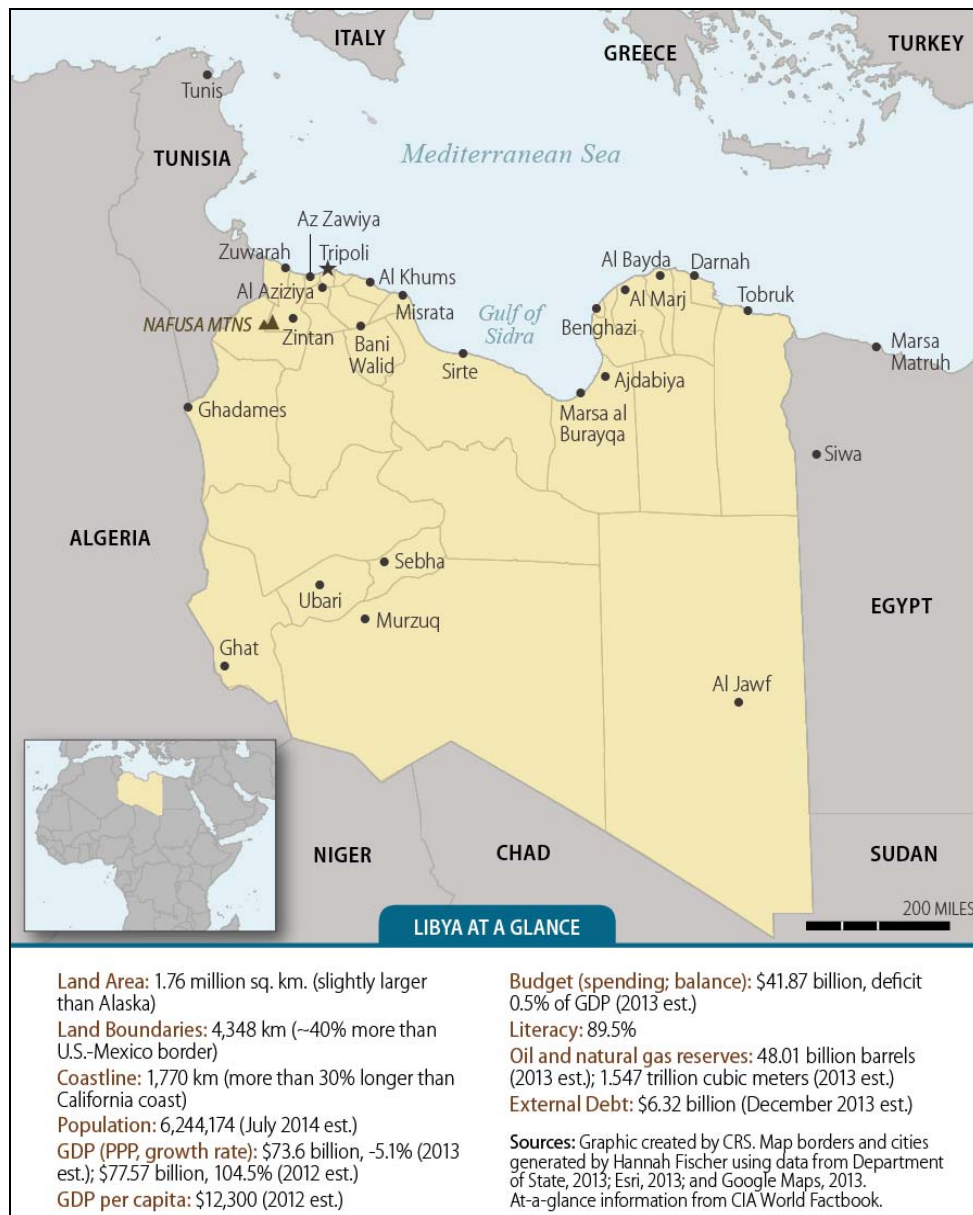 ITALY
GREECE
TURKEY
Tunis
TUNISIA
Mediterranean Sea
Az Zawiya
Zuwarah
Tripoli
Al Khums
Al Aziziya
Misrata
NAFUSA MTNS
Zintan
Bani
Walid
Gulf of
Sidra
Sirte
Al Bayda
Darnah
Al Marj
Benghazi
Tobruk
Marsa
Matruh
Ajdabiya
Marsa al
Burayqa
Ghadames
Siwa
ALGERIA
Sebha
Ubari
Murzuq
EGYPT
Ghat
Al Jawf
NIGER
CHAD
SUDAN
200 MILES
LIBYA AT A GLANCE
Land Area: 1.76 million sq. km. (slightly larger
than Alaska)
Land Boundaries: 4,348 km (~40% more than
U.S.-Mexico border)
Coastline: 1,770 km (more than 30% longer than
California coast)
Population: 6,244,174 (July 2014 est.)
GDP (PPP, growth rate): $73.6 billion, -5.1% (2013
est.); $77.57 billion, 104.5% (2012 est.)
GDP per capita: $12,300 (2012 est.)
Budget (spending; balance): $41.87 billion, deficit
0.5% of GDP (2013 est.)
Literacy: 89.5%
Oil and natural gas reserves: 48.01 billion barrels
(2013 est.); 1.547 trillion cubic meters (2013 est.)
External Debt: $6.32 billion (December 2013 est.)
Sources: Graphic created by CRS. Map borders and cities
generated by Hannah Fischer using data from Department
of State, 2013; Esri, 2013; and Google Maps, 2013.
At-a-glance information from CIA World Factbook.